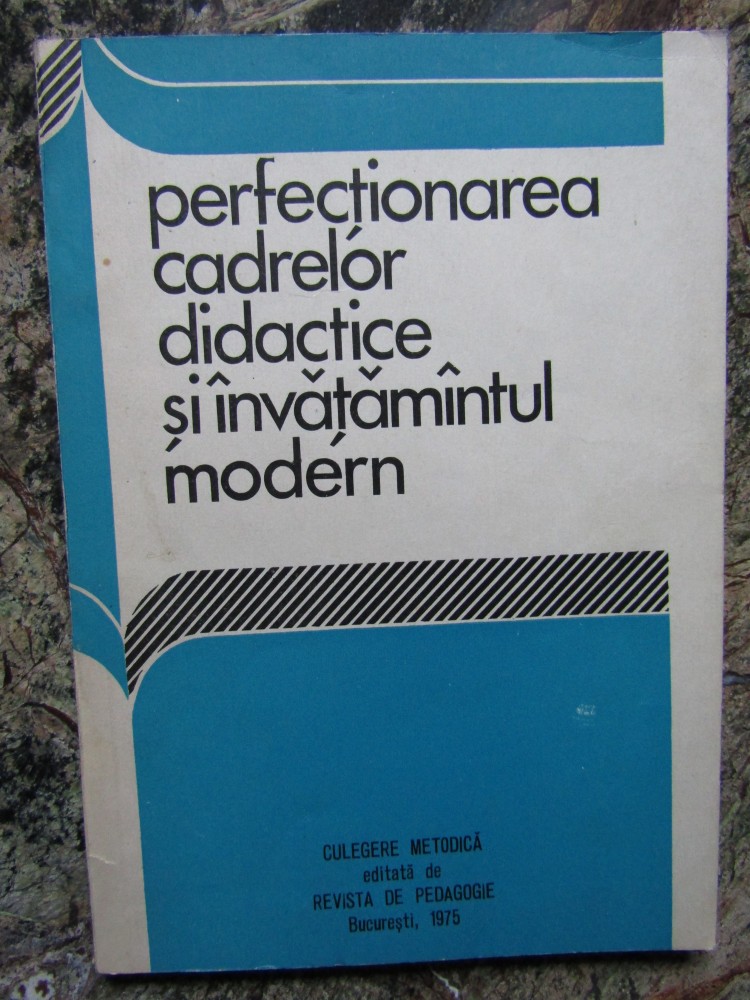 perfecționarea
cadrelor
didactice
și învățămîntul
modern
CULEGERE METODICĂ
editată de
REVISTA DE PEDAGOGIE
București, 1975